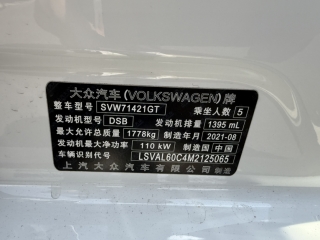 大众汽车(VOLKSWAGEN)牌
整车型号 SVW71421GT 乘坐人数 5
发动机型号 DSB 发动机排量 1395 mL
最大允许总质量 1778kg 制造年月 2021-08
发动机最大净功率 110 kW 制造国 中国
车辆识别代号 LSVAL60C4M2125065
上汽大众汽车有限公司制造